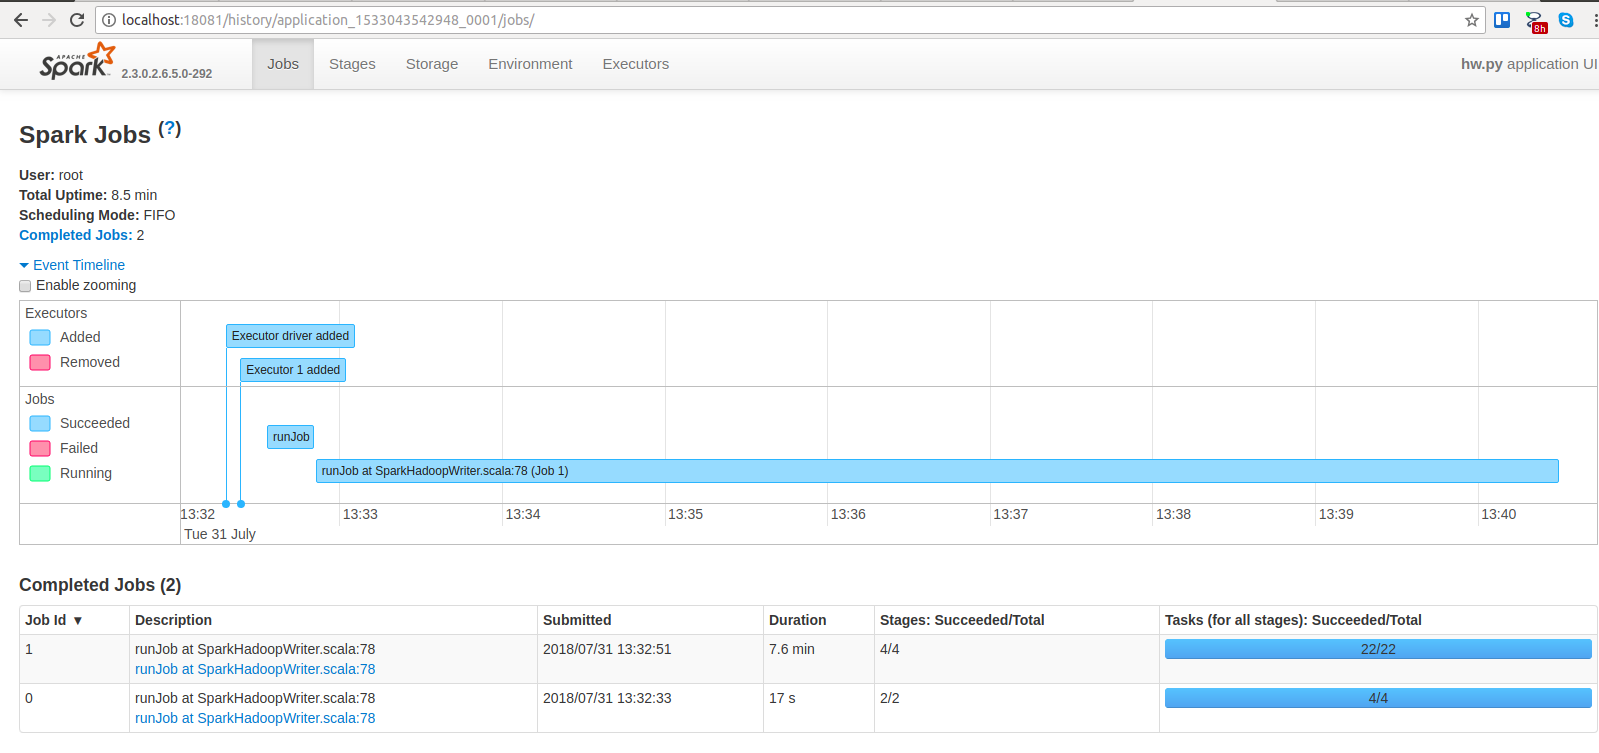 localhost:18081/history/application_1533043542948_0001/jobs/
8h
APACHE Spark 2.3.0.2.6.5.0-292 Jobs Stages Storage Environment Executors hw.py application UI
Spark Jobs (?)
User: root
Total Uptime: 8.5 min
Scheduling Mode: FIFO
Completed Jobs: 2
Event Timeline
Enable zooming
Executors
Added
Removed
Executor driver added
Executor 1 added
Jobs
Succeeded
Failed
Running
runJob
runJob at SparkHadoopWriter.scala:78 (Job 1)
13:32 13:33 13:34 13:35 13:36 13:37 13:38 13:39 13:40
Tue 31 July
Completed Jobs (2)
Job Id ▼ Description Submitted Duration Stages: Succeeded/Total Tasks (for all stages): Succeeded/Total
1 runJob at SparkHadoopWriter.scala:78 2018/07/31 13:32:51 7.6 min 4/4 22/22
runJob at SparkHadoopWriter.scala:78
0 runJob at SparkHadoopWriter.scala:78 2018/07/31 13:32:33 17 s 2/2 4/4
runJob at SparkHadoopWriter.scala:78